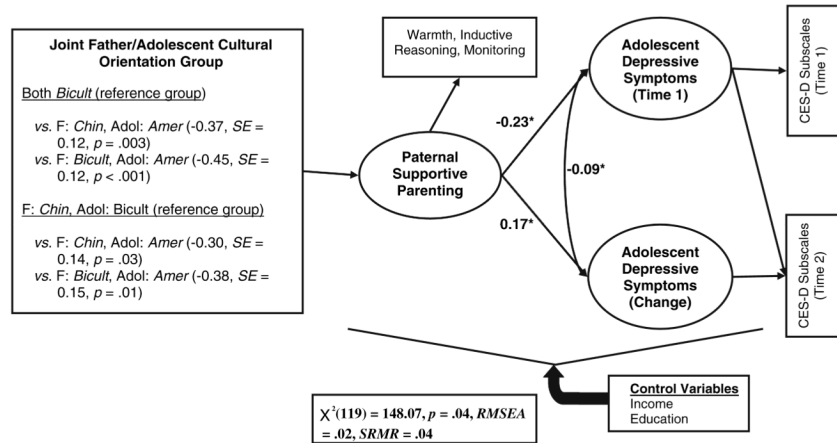 Joint Father/Adolescent Cultural
Orientation Group
Both Bicult (reference group)
vs. F: Chin, Adol: Amer (-0.37, SE =
0.12, p = .003)
vs. F: Bicult, Adol: Amer (-0.45, SE =
0.12, p < .001)
F: Chin, Adol: Bicult (reference group)
vs. F: Chin, Adol: Amer (-0.30, SE =
0.14, p = .03)
vs. F: Bicult, Adol: Amer (-0.38, SE =
0.15, p = .01)
Warmth, Inductive
Reasoning, Monitoring
Paternal
Supportive
Parenting
-0.23*
-0.09*
0.17*
Adolescent
Depressive
Symptoms
(Time 1)
Adolescent
Depressive
Symptoms
(Change)
CES-D Subscales
(Time 1)
CES-D Subscales
(Time 2)
Χ²(119) = 148.07, p = .04, RMSEA
= .02, SRMR = .04
Control Variables
Income
Education